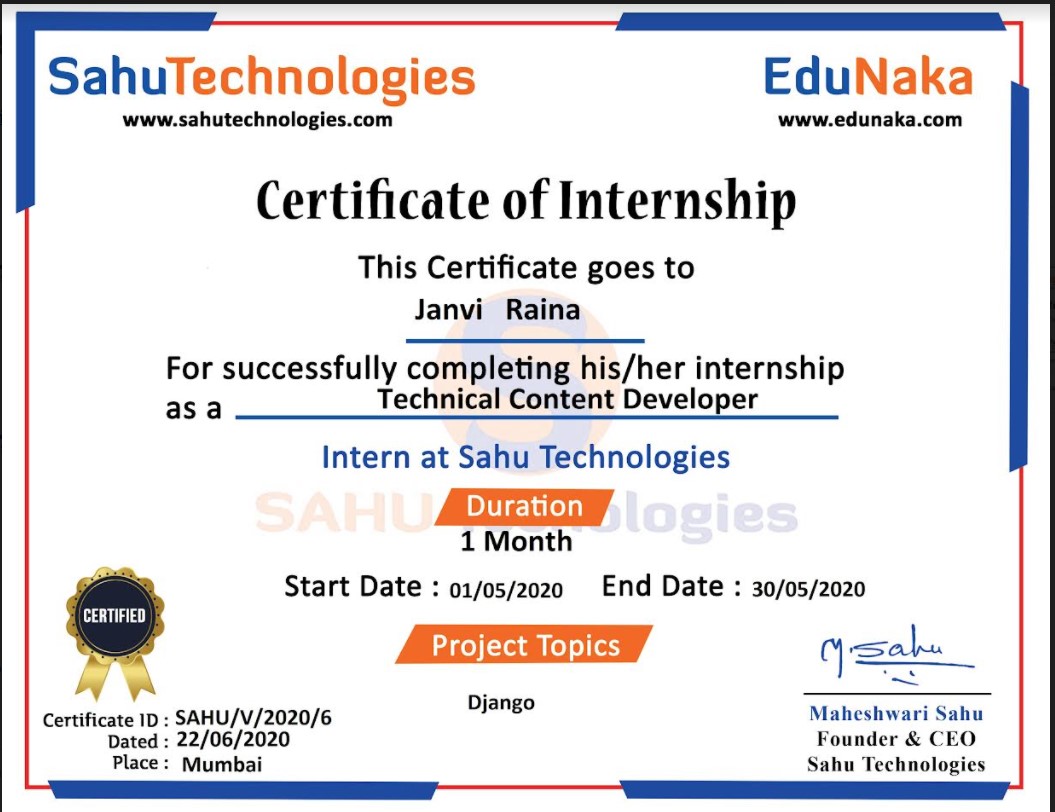 SahuTechnologies
www.sahutechnologies.com
EduNaka
www.edunaka.com
Certificate of Internship
This Certificate goes to
Janvi Raina
For successfully completing his/her internship
as a Technical Content Developer
Intern at Sahu Technologies
SAHU Technologies
Duration
1 Month
Start Date : 01/05/2020 End Date : 30/05/2020
Project Topics
Django
CERTIFIED
Certificate ID : SAHU/V/2020/6
Dated : 22/06/2020
Place : Mumbai
M. Sahu
Maheshwari Sahu
Founder & CEO
Sahu Technologies